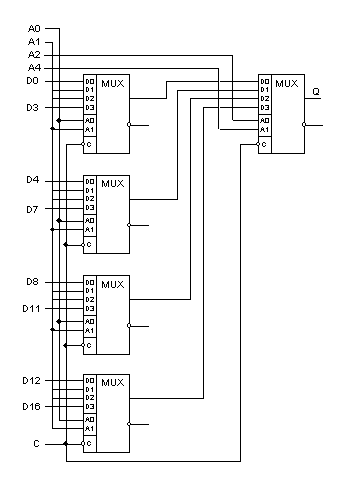 A0
A1
A2
A4
D0 D0 MUX D0 MUX
D1 D1 Q
D2 D2
D3 D3 D3
A0 A0
A1 A1
C C
D4 D0 MUX
D1
D2
D7 D3
A0
A1
C
D8 D0 MUX
D1
D2
D11 D3
A0
A1
C
D12 D0 MUX
D1
D2
D16 D3
A0
A1
C C